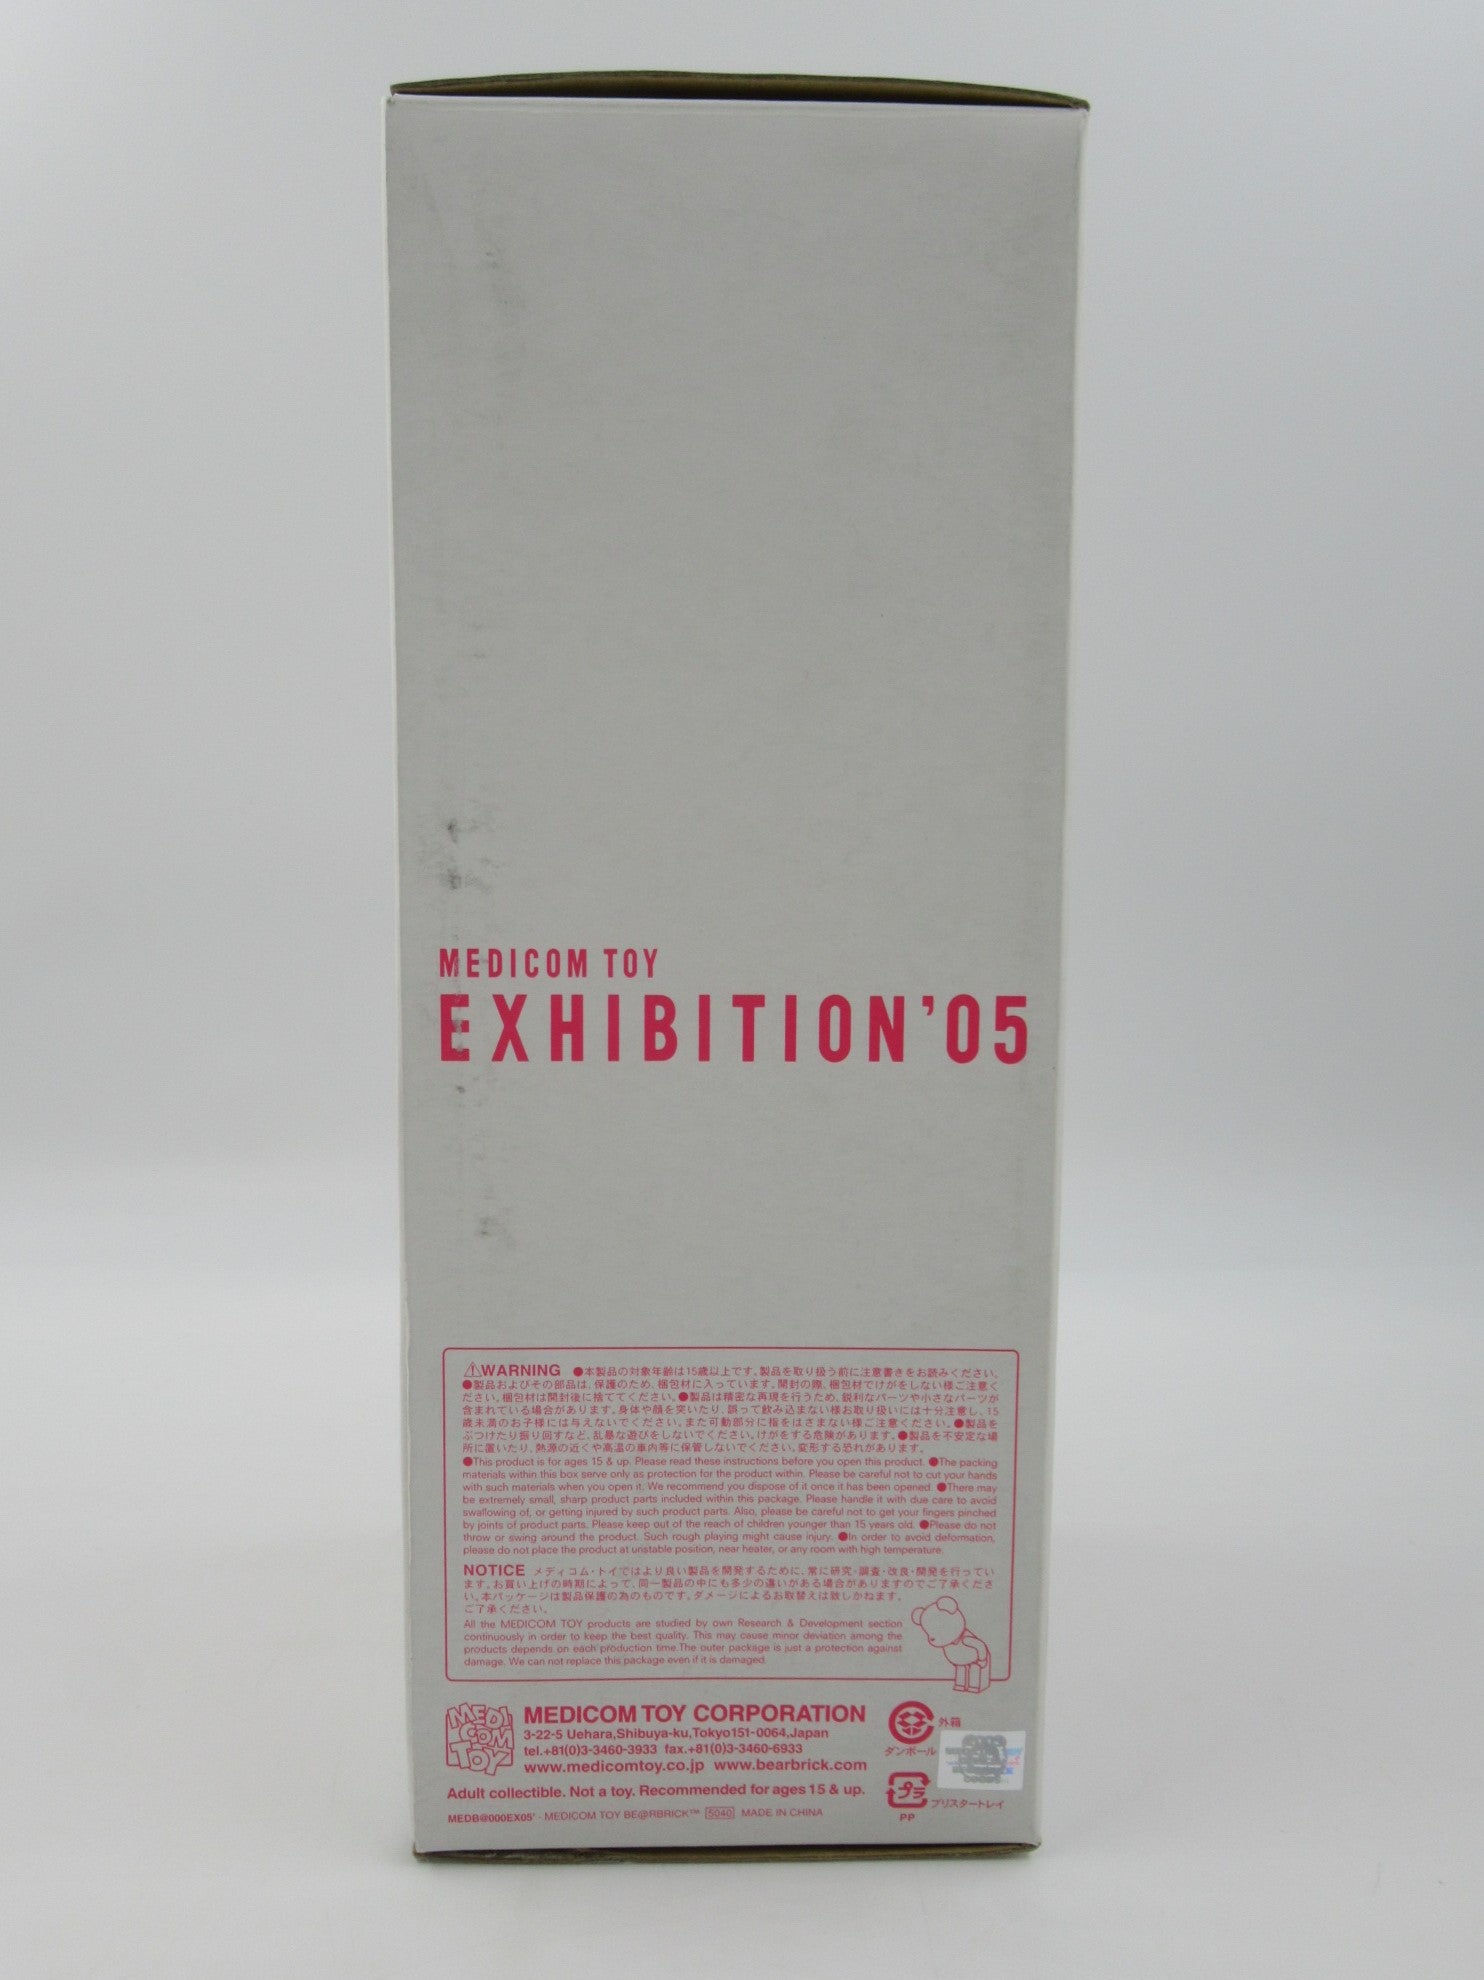 MEDICOM TOY
EXHIBITION'05
⚠WARNING ●本製品の対象年齢は15歳以上です。製品を取り扱う前に注意書きをお読みください。
●製品およびその部品は、保護のため、梱包材に入っています。開封の際、梱包材でけがをしない様ご注意く
ださい。梱包材は開封後に捨ててください。●製品は精密な再現を行うため、鋭利なパーツや小さなパーツが
含まれている場合があります。身体や顔を突いたり、誤って飲み込まない様お取り扱いには十分注意し、15
歳未満のお子様には与えないでください。また可動部分に指をはさまない様ご注意ください。●製品を
ぶつけたり振り回すなど、乱暴な遊びをしないでください。けがをする危険があります。●製品を不安定な場
所に置いたり、熱源の近くや高温の車内等に保管しないでください。変形する恐れがあります。
●This product is for ages 15 & up. Please read these instructions before you open this product. ●The packing
materials within this box serve only as protection for the product within. Please be careful not to cut your hands
with such materials when you open it. We recommend you dispose of it once it has been opened. ●There may
be extremely small, sharp product parts included within this package. Please handle it with due care to avoid
swallowing of, or getting injured by such product parts. Also, please be careful not to get your fingers pinched
by joints of product parts. Please keep out of the reach of children younger than 15 years old. ●Please do not
throw or swing around the product. Such rough playing might cause injury. ●In order to avoid deformation,
please do not place the product at unstable position, near heater, or any room with high temperature.
NOTICE メディコム・トイではより良い製品を開発するために、常に研究・調査・改良・開発を行ってい
ます。お買い上げの時期によって、同一製品の中にも多少の違いがある場合がありますのでご了承くださ
い。本パッケージは製品保護の為のものです。ダメージによるお取替えは致しかねます。
ご了承ください。
All the MEDICOM TOY products are studied by own Research & Development section
continuously in order to keep the best quality. This may cause minor deviation among the
products depends on each production time.The outer package is just a protection against
damage. We can not replace this package even if it is damaged.
MEDI
COM
TOY
MEDICOM TOY CORPORATION
3-22-5 Uehara,Shibuya-ku,Tokyo151-0064,Japan
tel.+81(0)3-3460-3933 fax.+81(0)3-3460-6933
www.medicomtoy.co.jp www.bearbrick.com
Adult collectible. Not a toy. Recommended for ages 15 & up.
MEDB@000EX05' - MEDICOM TOY BE@RBRICK™ 5040 MADE IN CHINA
外箱
ダンボール
プラ
ブリスタートレイ
PP